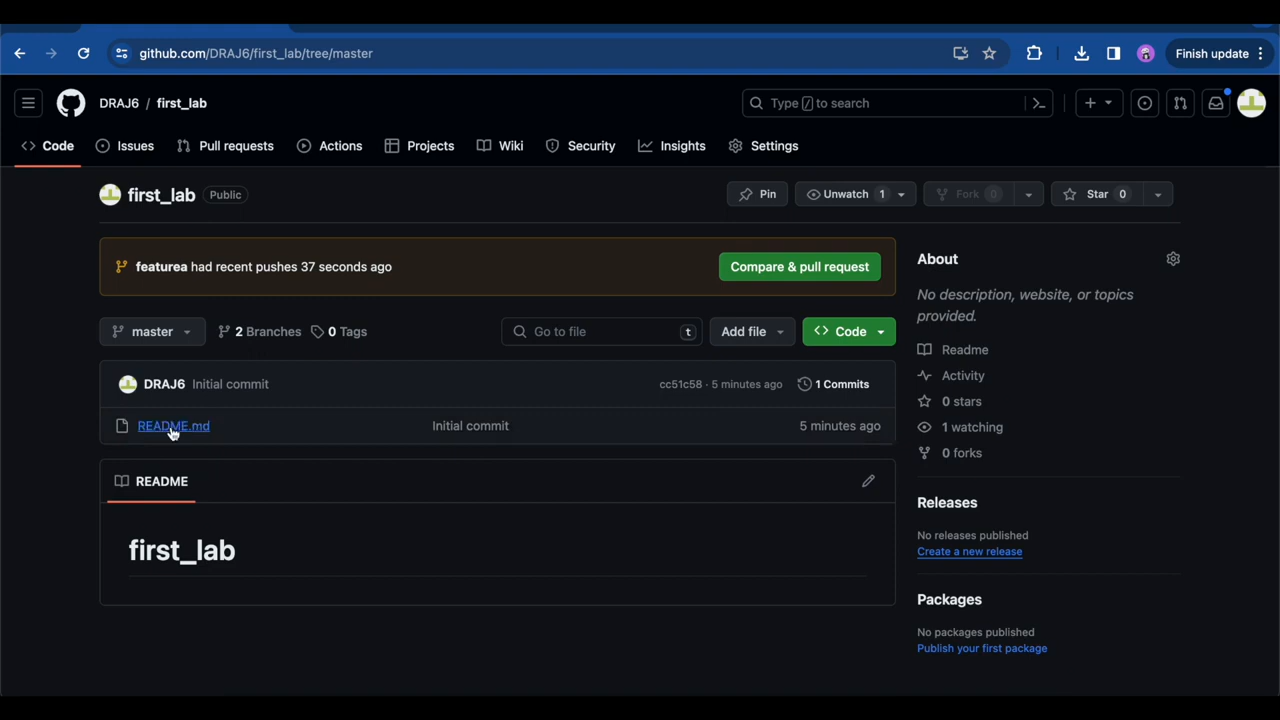 github.com/DRAJ6/first_lab/tree/master
Finish update
DRAJ6 / first_lab
Type / to search
Code Issues Pull requests Actions Projects Wiki Security Insights Settings
first_lab Public
Pin Unwatch 1 Fork 0 Star 0
featurea had recent pushes 37 seconds ago
Compare & pull request
master 2 Branches 0 Tags Go to file t Add file Code
DRAJ6 Initial commit cc51c58 · 5 minutes ago 1 Commits
README.md Initial commit 5 minutes ago
README
first_lab
About
No description, website, or topics
provided.
Readme
Activity
0 stars
1 watching
0 forks
Releases
No releases published
Create a new release
Packages
No packages published
Publish your first package